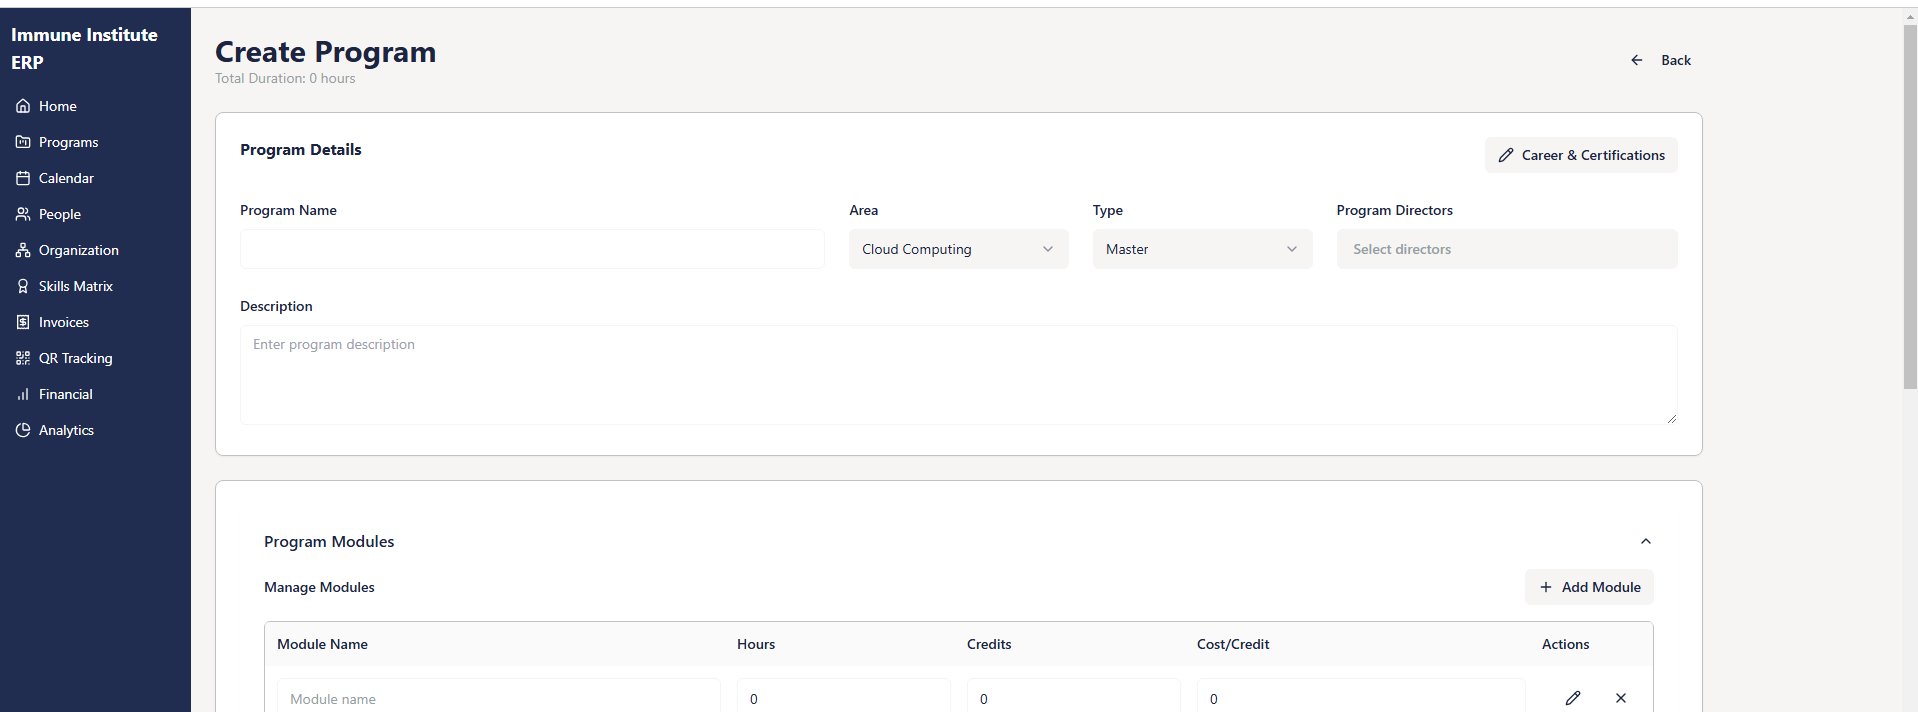 Immune Institute
ERP
Home
Programs
Calendar
People
Organization
Skills Matrix
Invoices
QR Tracking
Financial
Analytics
Create Program
Total Duration: 0 hours
Back
Program Details
Career & Certifications
Program Name
Area
Type
Program Directors
Cloud Computing
Master
Select directors
Description
Enter program description
Program Modules
Manage Modules
Add Module
Module Name
Hours
Credits
Cost/Credit
Actions
Module name
0
0
0